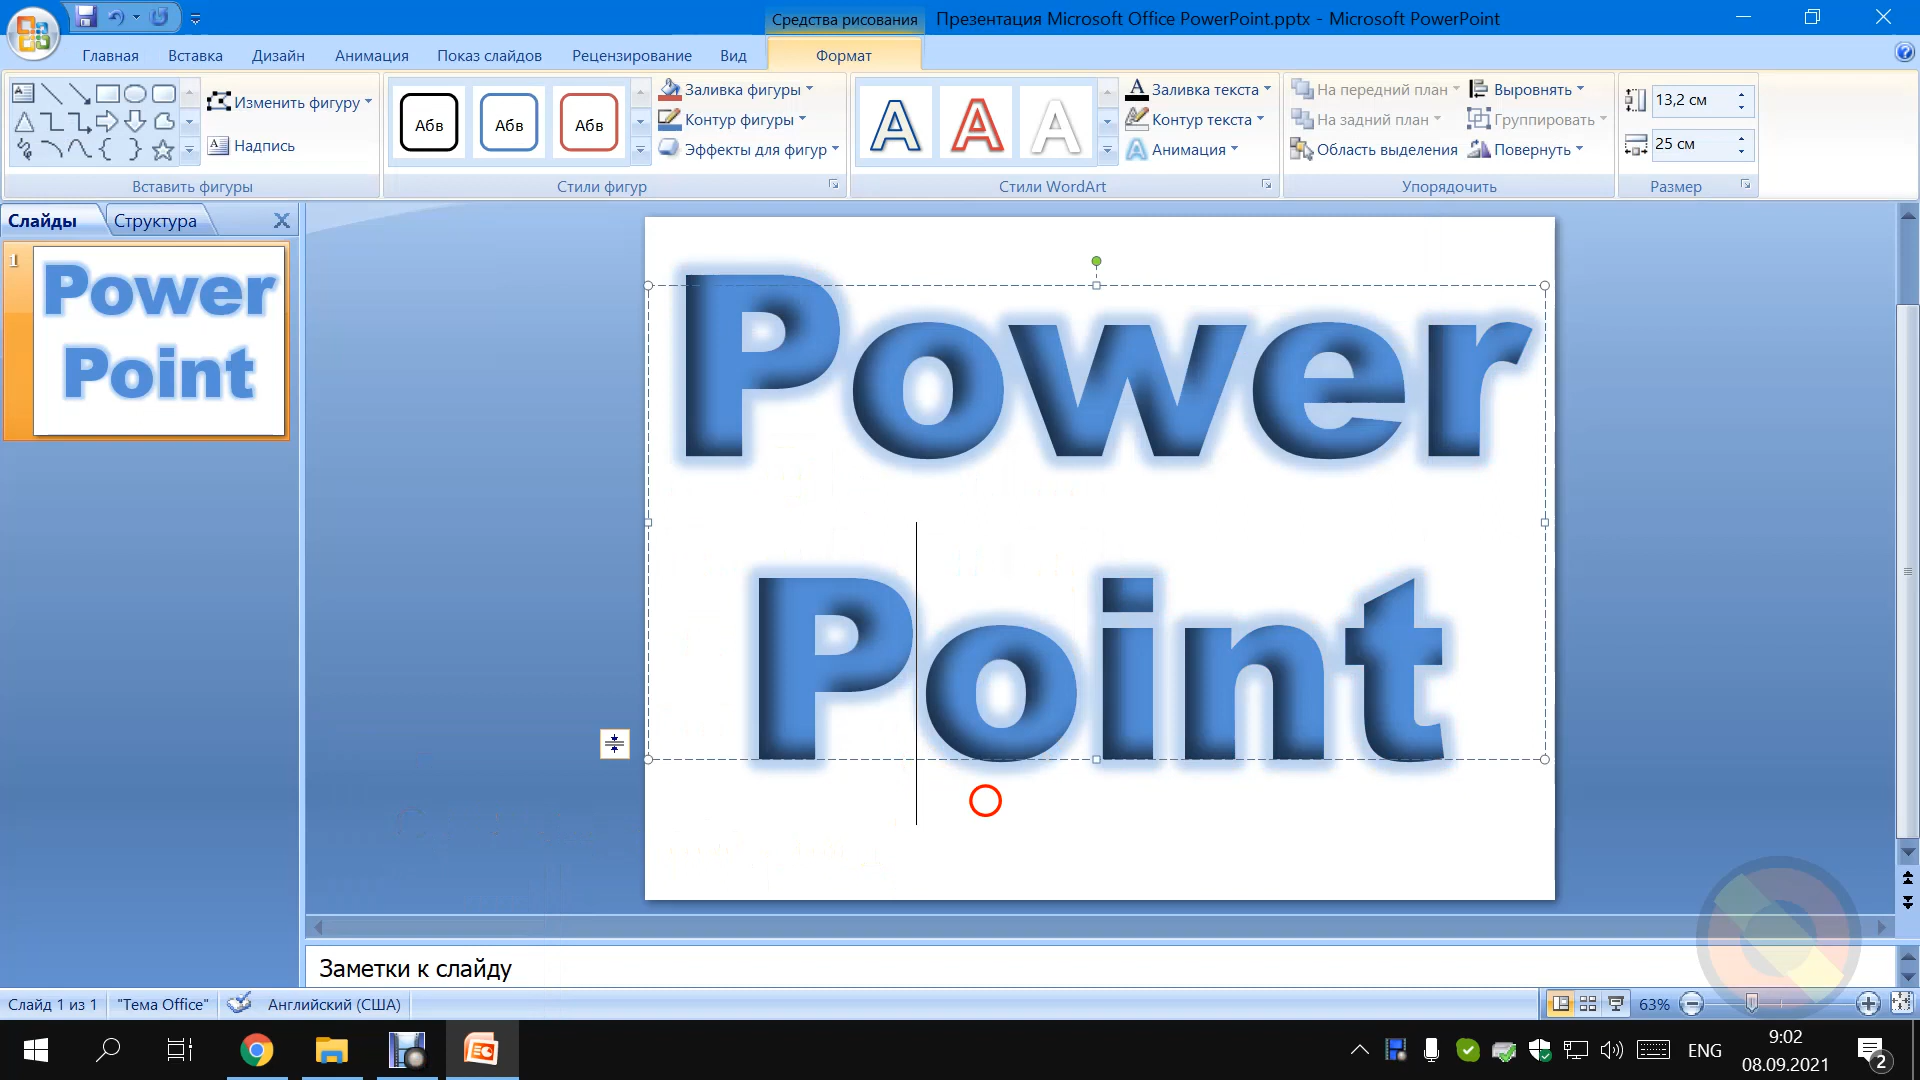 Средства рисования
Презентация Microsoft Office PowerPoint.pptx - Microsoft PowerPoint
Главная
Вставка
Дизайн
Анимация
Показ слайдов
Рецензирование
Вид
Формат
Изменить фигуру
Надпись
Вставить фигуры
Абв
Абв
Абв
Заливка фигуры
Контур фигуры
Эффекты для фигур
Стили фигур
A
A
A
Заливка текста
Контур текста
Анимация
Стили WordArt
На передний план
На задний план
Область выделения
Выровнять
Группировать
Повернуть
Упорядочить
13,2 см
25 см
Размер
Слайды
Структура
1
Power
Point
Power
Point
Заметки к слайду
Слайд 1 из 1
"Тема Office"
Английский (США)
63%
ENG
9:02
08.09.2021
2